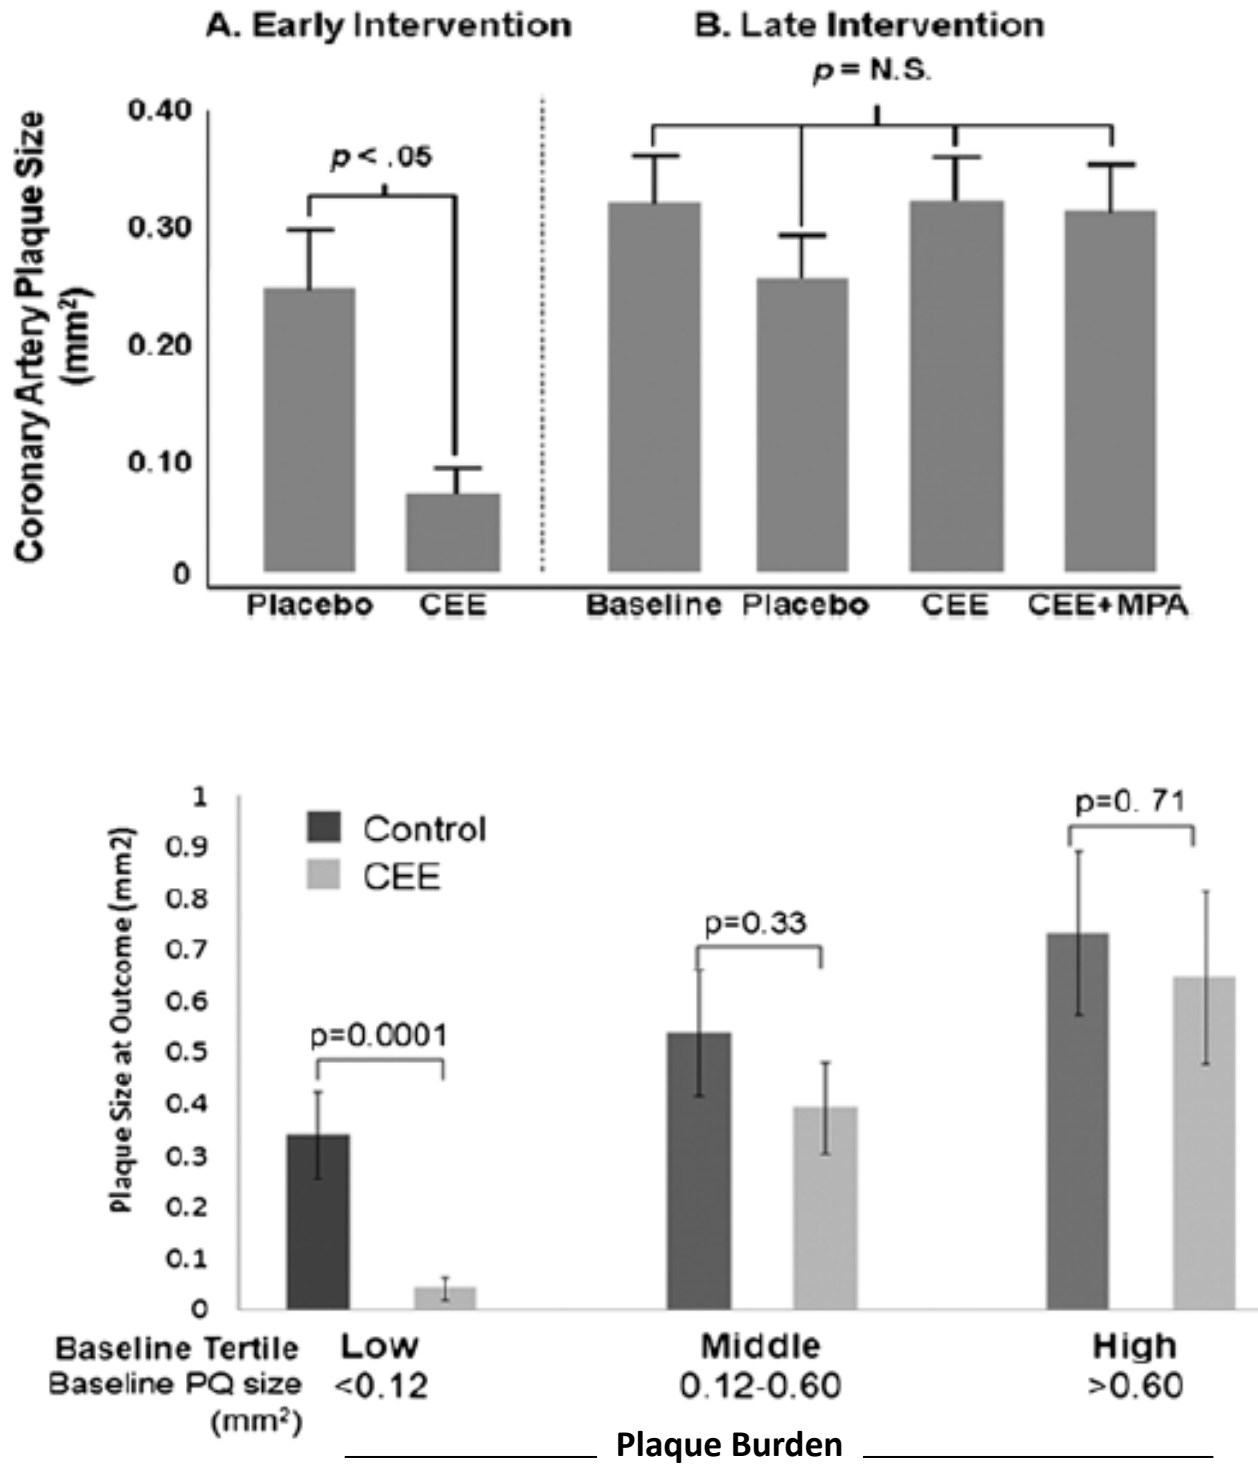 A. Early Intervention
B. Late Intervention
p = N.S.
Coronary Artery Plaque Size
(mm²)
0.40
0.30
0.20
0.10
0
p < .05
Placebo
CEE
Baseline
Placebo
CEE
CEE+MPA
Plaque Size at Outcome (mm2)
1
0.9
0.8
0.7
0.6
0.5
0.4
0.3
0.2
0.1
0
Control
CEE
p=0.0001
p=0.33
p=0. 71
Baseline Tertile Low Middle High
Baseline PQ size <0.12 0.12-0.60 >0.60
(mm²)
Plaque Burden